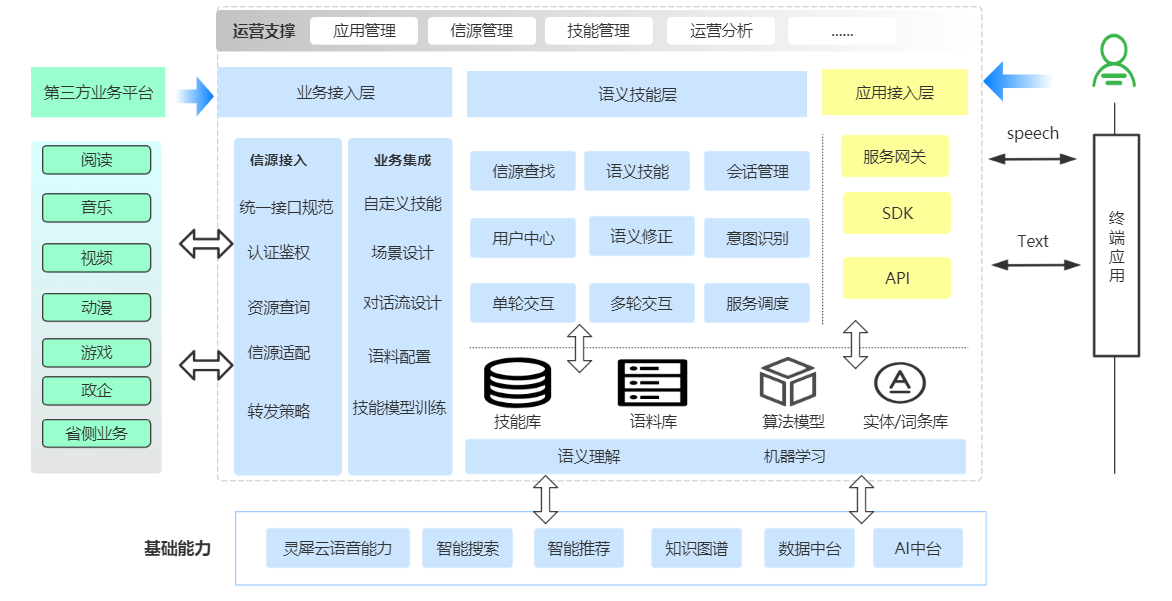 运营支撑
应用管理
信源管理
技能管理
运营分析
......
第三方业务平台
业务接入层
语义技能层
应用接入层
阅读
音乐
视频
动漫
游戏
政企
省侧业务
信源接入
统一接口规范
认证鉴权
资源查询
信源适配
转发策略
业务集成
自定义技能
场景设计
对话流设计
语料配置
技能模型训练
信源查找
语义技能
会话管理
用户中心
语义修正
意图识别
单轮交互
多轮交互
服务调度
服务网关
SDK
API
speech
Text
终
端
应
用
技能库
语料库
算法模型
A
实体/词条库
语义理解
机器学习
基础能力
灵犀云语音能力
智能搜索
智能推荐
知识图谱
数据中台
AI中台